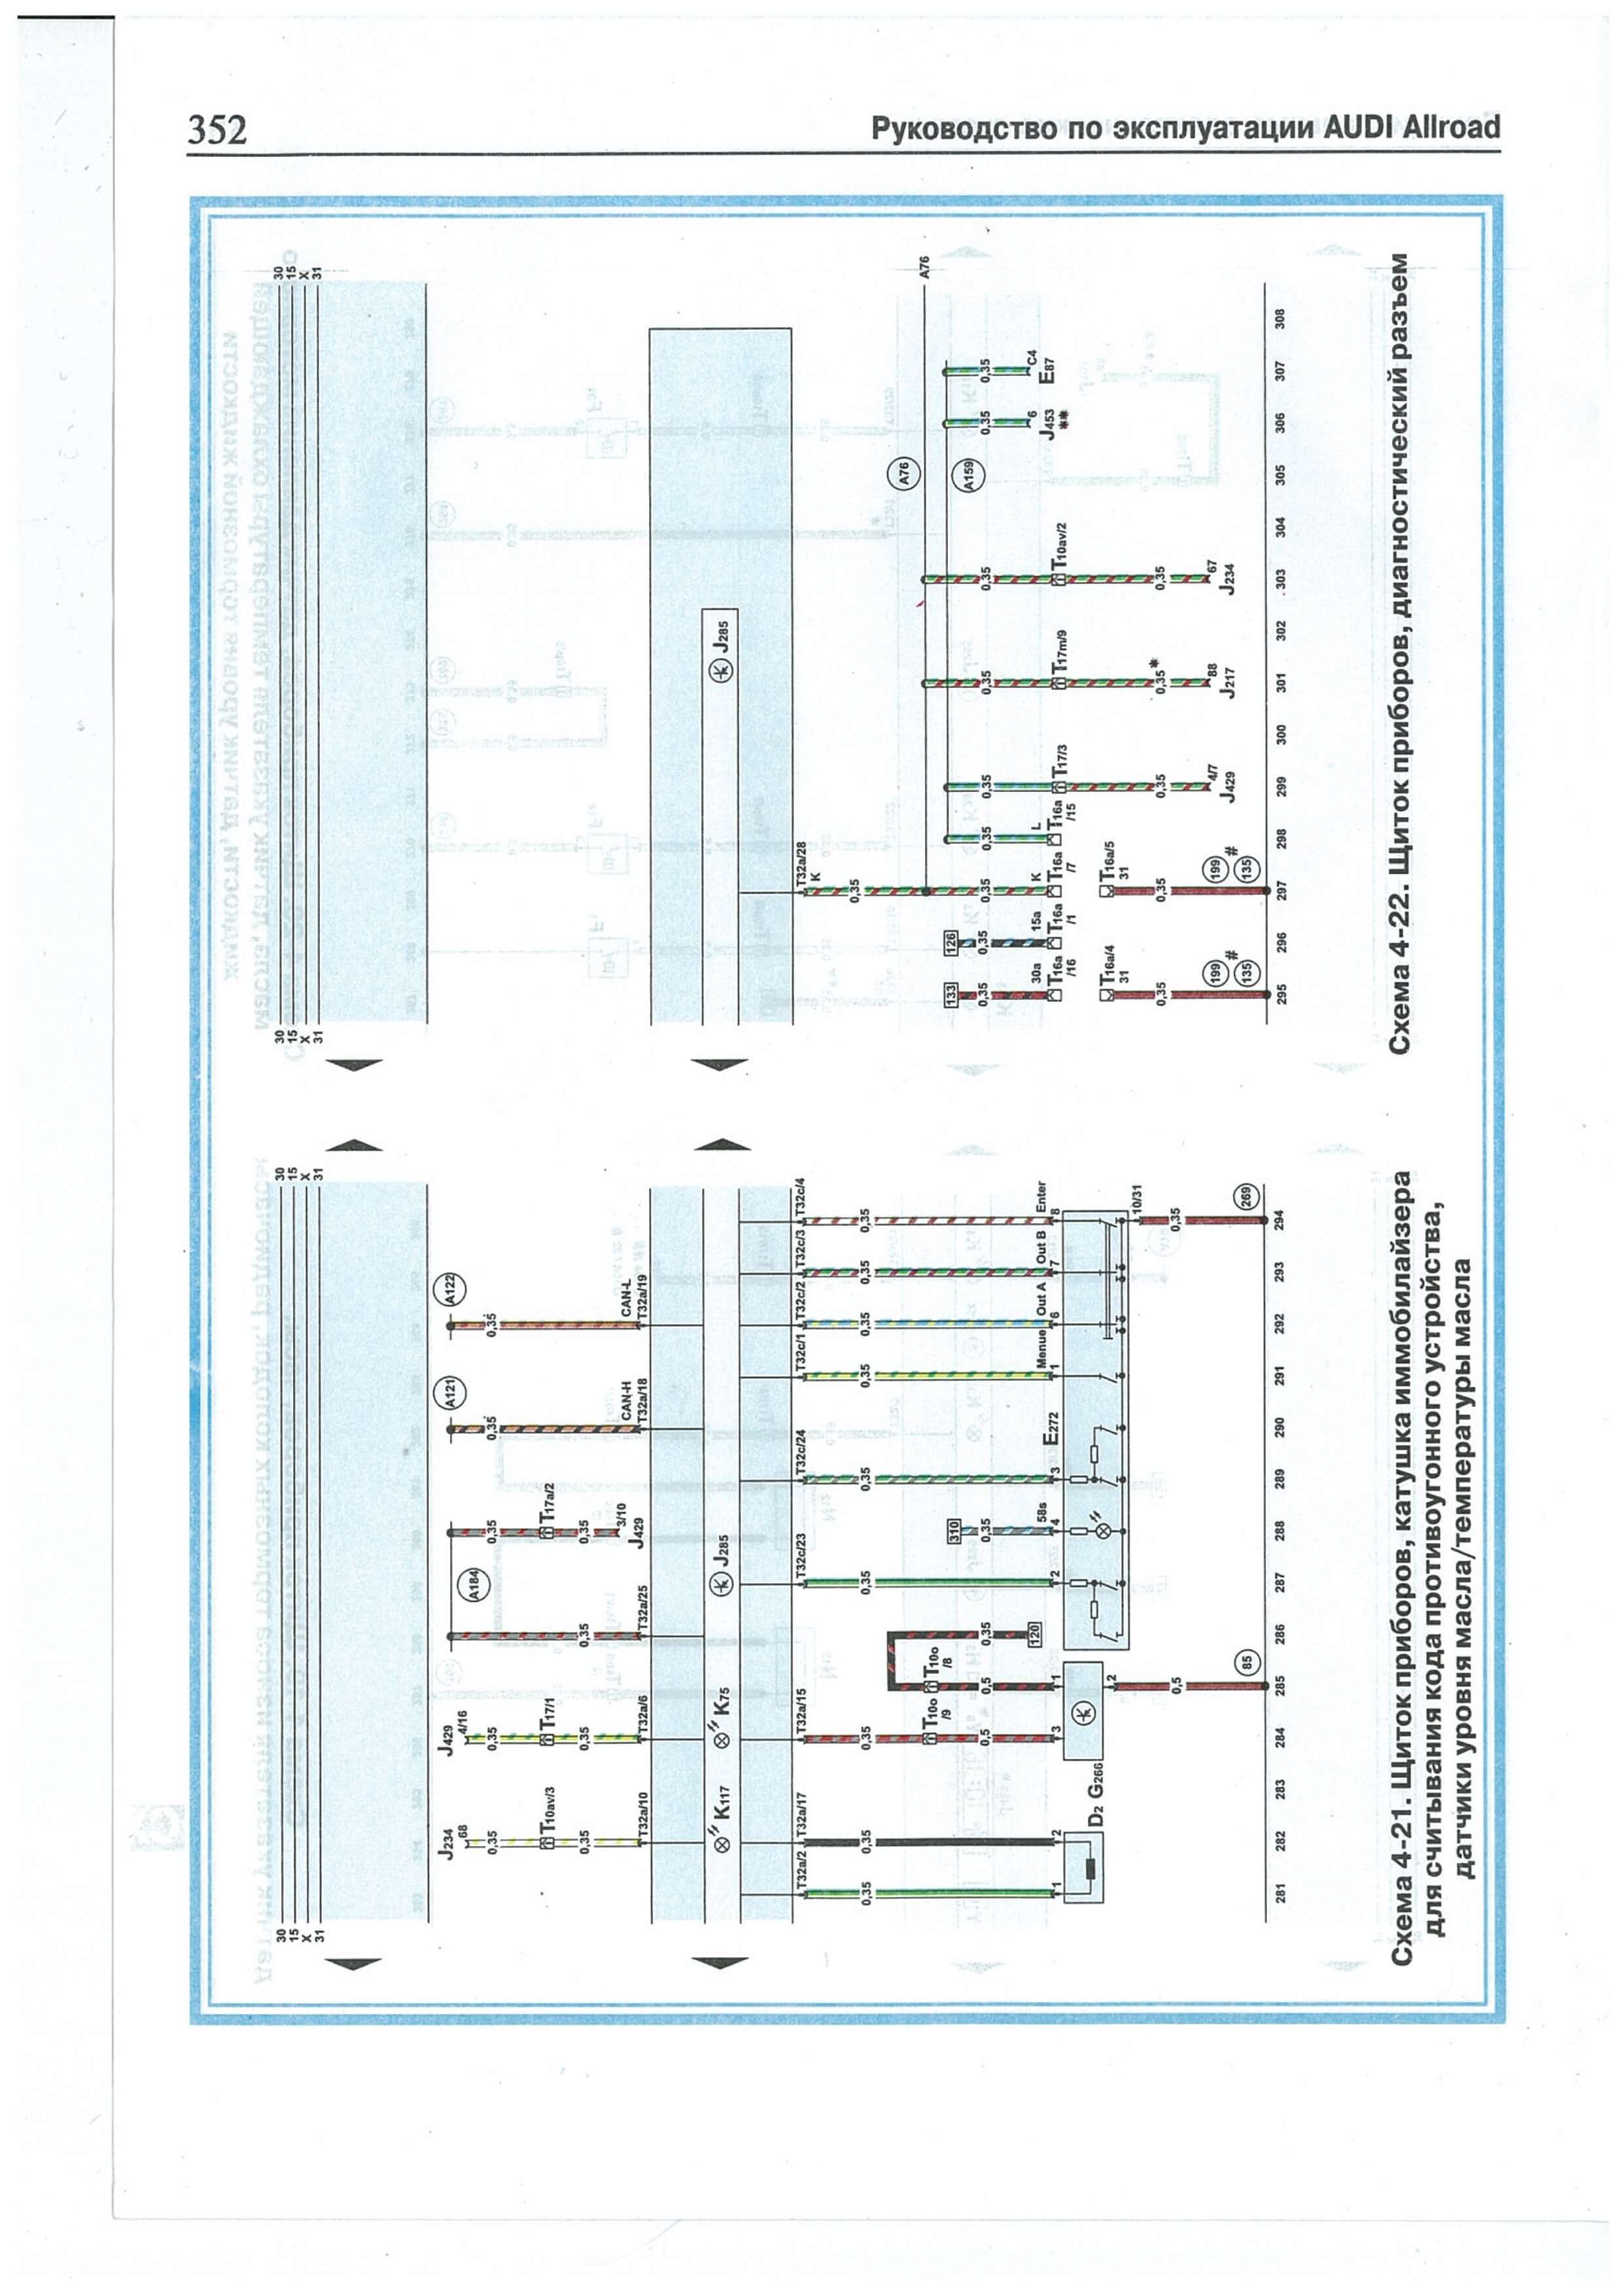 352
Руководство по эксплуатации AUDI Allroad
30
15
X
31
30
15
X
31
J285
T32a/28
K
0,35
A76
A76
A159
0,35
C4
E87
0,35
6
J453
**
0,35
T10av/2
0,35
67
J234
0,35
T17m/9
0,35
*
88
J217
0,35
T17/3
0,35
4/7
J429
0,35
L
T16a
/15
0,35
K
T16a
/7
T16a/5
31
0,35
199
#
135
126
0,35
15a
T16a
/1
133
0,35
30a
T16a
/16
T16a/4
31
0,35
199
#
135
295
296
297
298
299
300
301
302
303
304
305
306
307
308
Схема 4-22. Щиток приборов, диагностический разъем
30
15
X
31
30
15
X
31
J234
68
0,35
T10av/3
0,35
T32a/10
J429
4/16
0,35
T17/1
0,35
T32a/6
A184
0,35
T32a/25
0,35
T17a/2
0,35
3/10
J429
A121
0,35
CAN-H
T32a/18
A122
0,35
CAN-L
T32a/19
K117
K75
J285
T32a/2
0,35
1
T32a/17
0,35
2
D2
G266
T32a/15
0,35
T10o
/9
0,5
3
T10o
/8
0,5
1
0,35
120
2
0,5
85
T32c/23
0,35
2
310
0,35
58s
4
T32c/24
0,35
3
E272
T32c/1
0,35
Menue
1
T32c/2
0,35
Out A
6
T32c/3
0,35
Out B
7
T32c/4
0,35
Enter
8
10/31
0,35
269
281
282
283
284
285
286
287
288
289
290
291
292
293
294
Схема 4-21. Щиток приборов, катушка иммобилайзера
для считывания кода противоугонного устройства,
датчики уровня масла/температуры масла